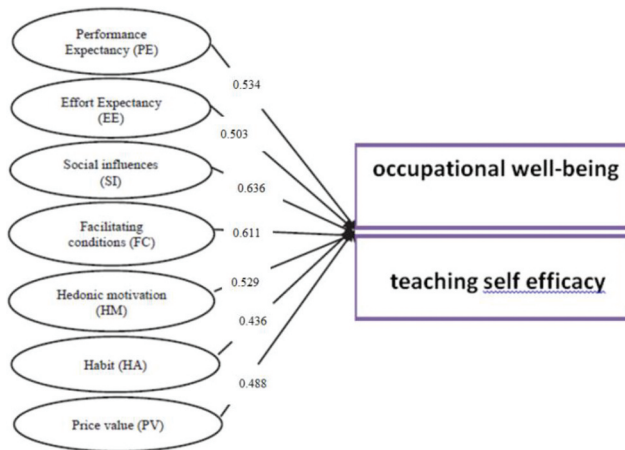 Performance
Expectancy (PE)
0.534
Effort Expectancy
(EE)
0.503
Social influences
(SI)
0.636
Facilitating
conditions (FC)
0.611
Hedonic motivation
(HM)
0.529
Habit (HA)
0.436
Price value (PV)
0.488
occupational well-being
teaching self efficacy